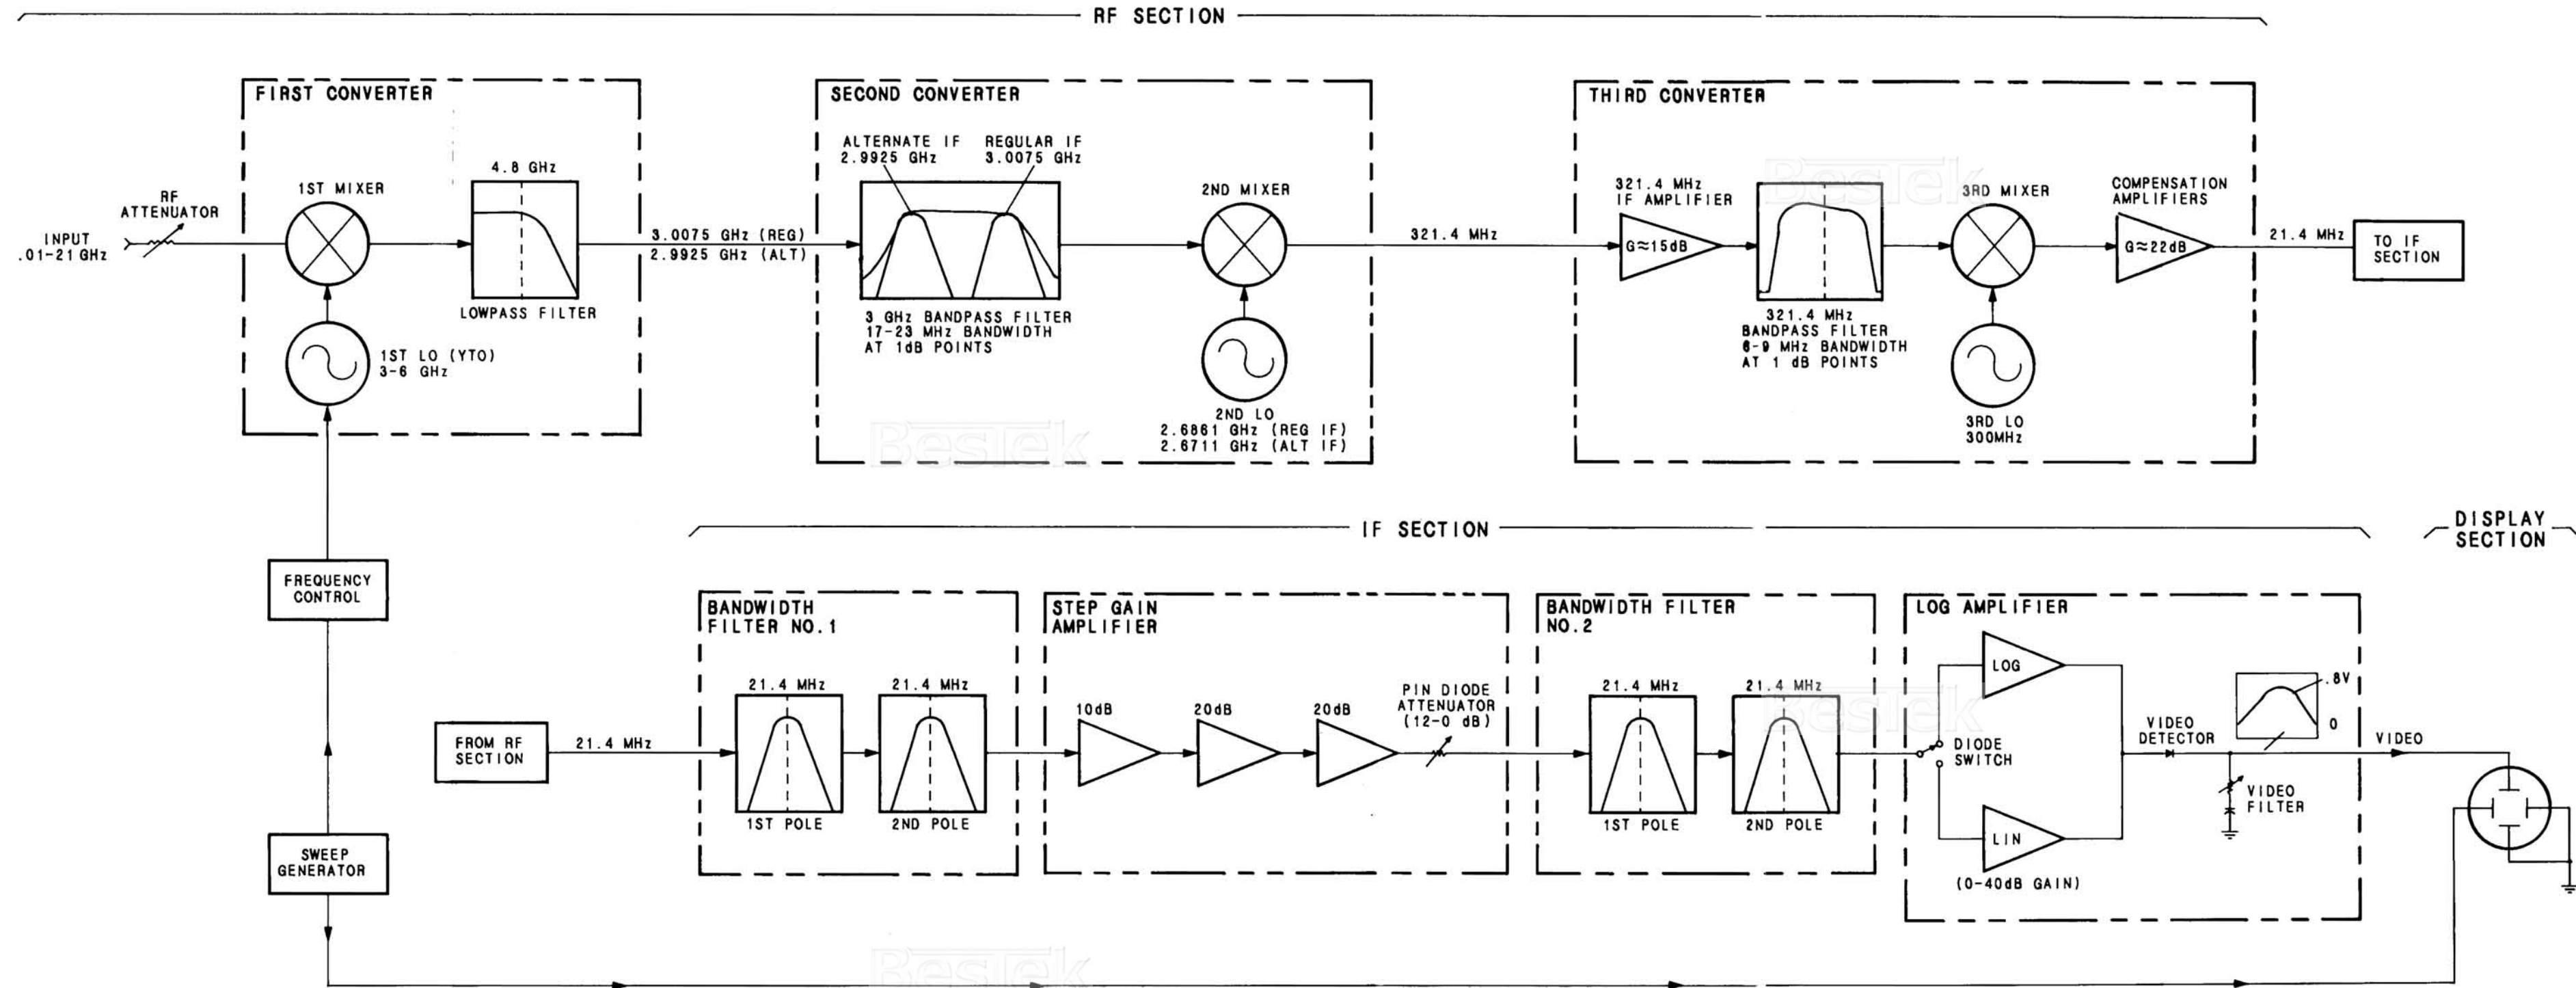 RF SECTION
FIRST CONVERTER
SECOND CONVERTER
THIRD CONVERTER
INPUT
.01-21 GHz
RF
ATTENUATOR
1ST MIXER
1ST LO (YTO)
3-6 GHz
4.8 GHz
LOWPASS FILTER
3.0075 GHz (REG)
2.9925 GHz (ALT)
ALTERNATE IF
2.9925 GHz
REGULAR IF
3.0075 GHz
3 GHz BANDPASS FILTER
17-23 MHz BANDWIDTH
AT 1dB POINTS
2ND MIXER
2ND LO
2.6861 GHz (REG IF)
2.6711 GHz (ALT IF)
321.4 MHz
321.4 MHz
IF AMPLIFIER
G≈15dB
321.4 MHz
BANDPASS FILTER
6-9 MHz BANDWIDTH
AT 1 dB POINTS
3RD MIXER
3RD LO
300MHz
COMPENSATION
AMPLIFIERS
G≈22dB
21.4 MHz
TO IF
SECTION
IF SECTION
DISPLAY
SECTION
FREQUENCY
CONTROL
SWEEP
GENERATOR
FROM RF
SECTION
21.4 MHz
BANDWIDTH
FILTER NO.1
21.4 MHz
1ST POLE
21.4 MHz
2ND POLE
STEP GAIN
AMPLIFIER
10dB
20dB
20dB
PIN DIODE
ATTENUATOR
(12-0 dB)
BANDWIDTH FILTER
NO.2
21.4 MHz
1ST POLE
21.4 MHz
2ND POLE
LOG AMPLIFIER
LOG
DIODE
SWITCH
LIN
(0-40dB GAIN)
VIDEO
DETECTOR
.8V
0
VIDEO
FILTER
VIDEO
BesTek
BesTek
BesTek
BesTek